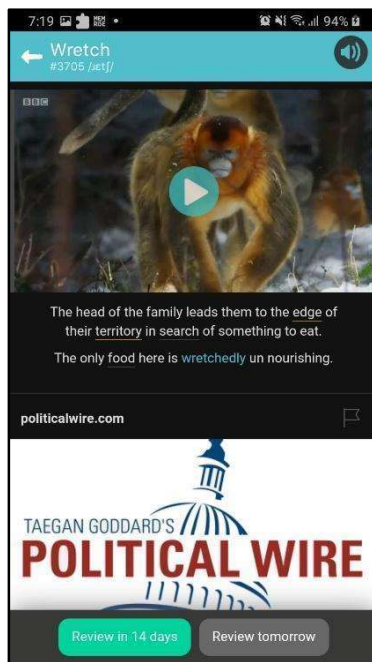 7:19 94%
Wretch
#3705 /ɹɛtʃ/
BBC
The head of the family leads them to the edge of
their territory in search of something to eat.
The only food here is wretchedly un nourishing.
politicalwire.com
TAEGAN GODDARD'S
POLITICAL WIRE
Review in 14 days Review tomorrow